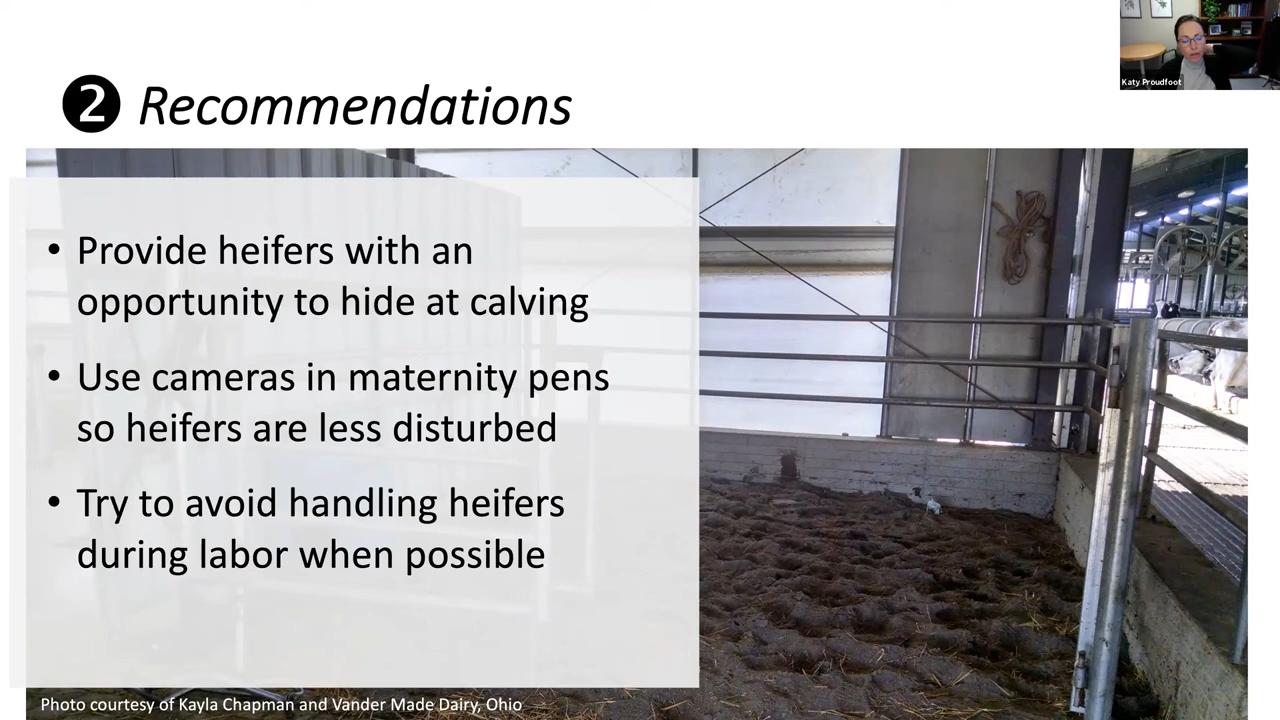 Katy Proudfoot
❷ Recommendations
• Provide heifers with an
opportunity to hide at calving
• Use cameras in maternity pens
so heifers are less disturbed
• Try to avoid handling heifers
during labor when possible
Photo courtesy of Kayla Chapman and Vander Made Dairy, Ohio